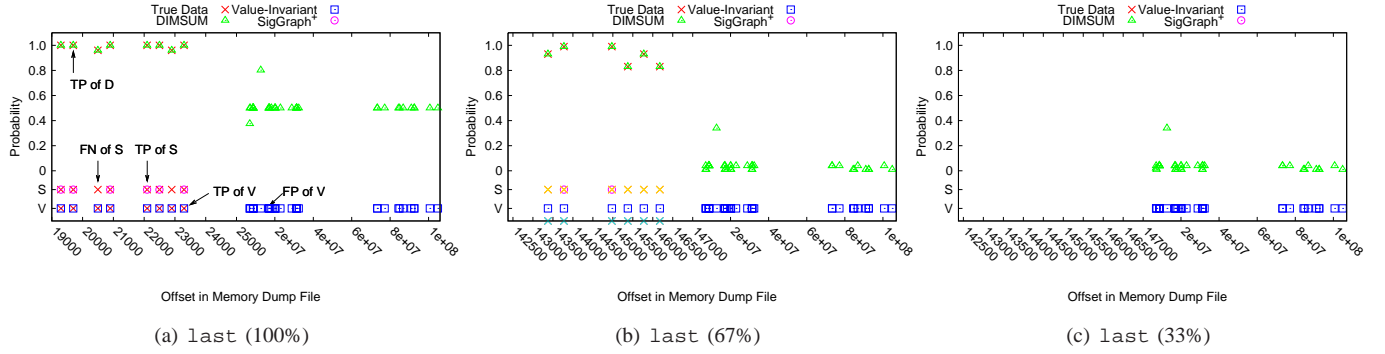 True Data
Value-Invariant
DIMSUM
SigGraph+
1.0
0.8
0.6
0.4
0.2
0
S
V
Probability
TP of D
FN of S
TP of S
TP of V
FP of V
19000
20000
21000
22000
23000
24000
25000
2e+07
4e+07
6e+07
8e+07
1e+08
Offset in Memory Dump File
(a) last (100%)
True Data
Value-Invariant
DIMSUM
SigGraph+
1.0
0.8
0.6
0.4
0.2
0
S
V
Probability
142500
143000
143500
144000
144500
145000
145500
146000
146500
147000
2e+07
4e+07
6e+07
8e+07
1e+08
Offset in Memory Dump File
(b) last (67%)
True Data
Value-Invariant
DIMSUM
SigGraph+
1.0
0.8
0.6
0.4
0.2
0
S
V
Probability
142500
143000
143500
144000
144500
145000
145500
146000
146500
147000
2e+07
4e+07
6e+07
8e+07
1e+08
Offset in Memory Dump File
(c) last (33%)